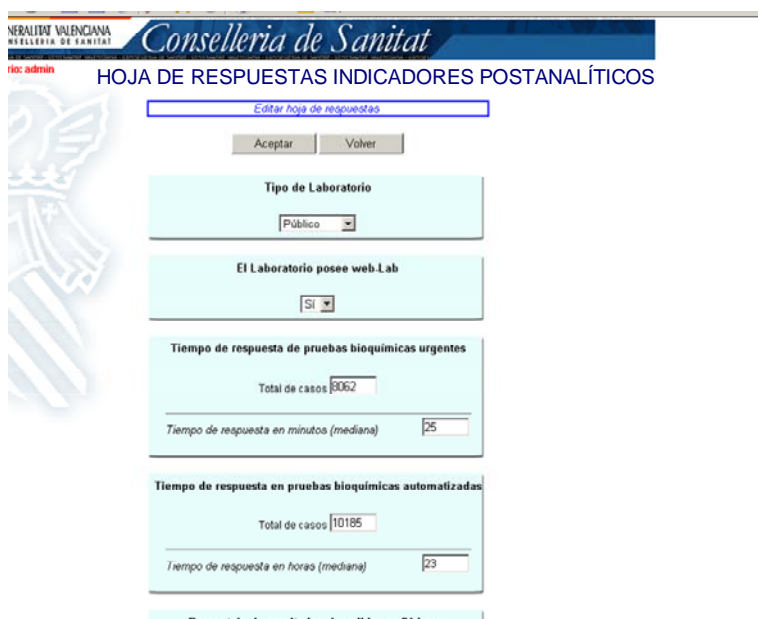 NERALITAT VALENCIANA
NSELLERIA DE SANITAT
Conselleria de Sanitat
rio: admin
HOJA DE RESPUESTAS INDICADORES POSTANALÍTICOS
Editar hoja de respuestas
Aceptar Volver
Tipo de Laboratorio
Público
El Laboratorio posee web-Lab
Sí
Tiempo de respuesta de pruebas bioquímicas urgentes
Total de casos 8062
Tiempo de respuesta en minutos (mediana) 25
Tiempo de respuesta en pruebas bioquímicas automatizadas
Total de casos 10185
Tiempo de respuesta en horas (mediana) 23